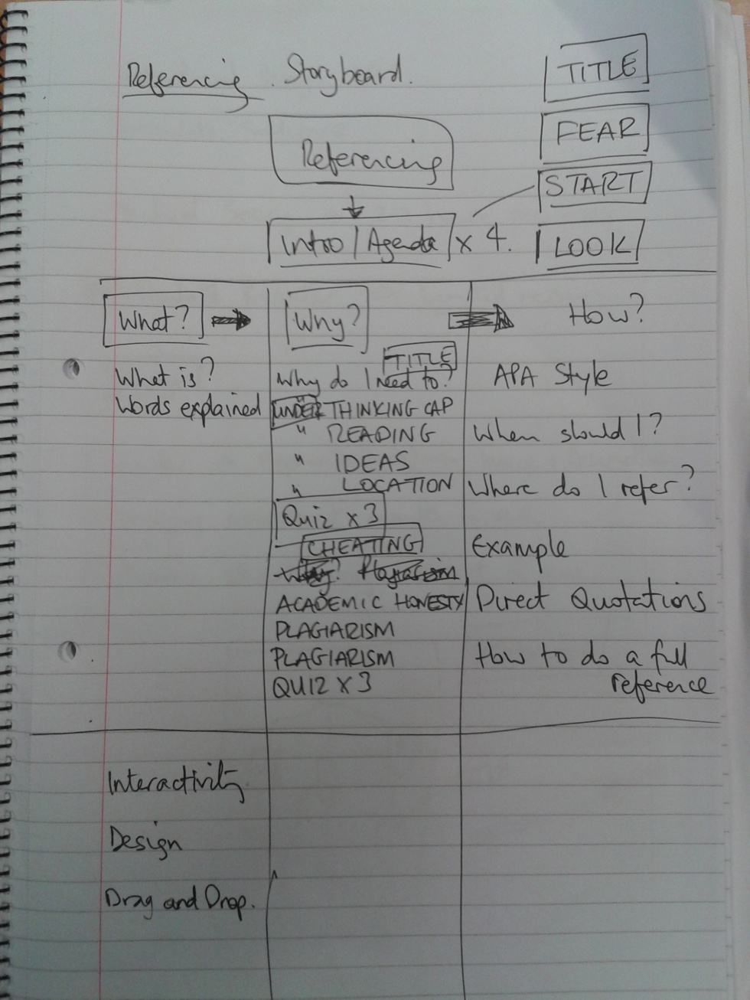 Referencing. Storyboard.
TITLE
FEAR
START
LOOK
Referencing
Intro / Agenda x 4.
What?
What is?
Words explained
Why?
TITLE
Why do I need to?
UNDER THINKING CAP
" READING
" IDEAS
" LOCATION
Quiz x 3
CHEATING
Why? Plagiarism
ACADEMIC HONESTY
PLAGIARISM
PLAGIARISM
QUIZ x 3
How?
APA Style
When should I?
Where do I refer?
Example
Direct Quotations
How to do a full
reference
Interactivity
Design
Drag and Drop.